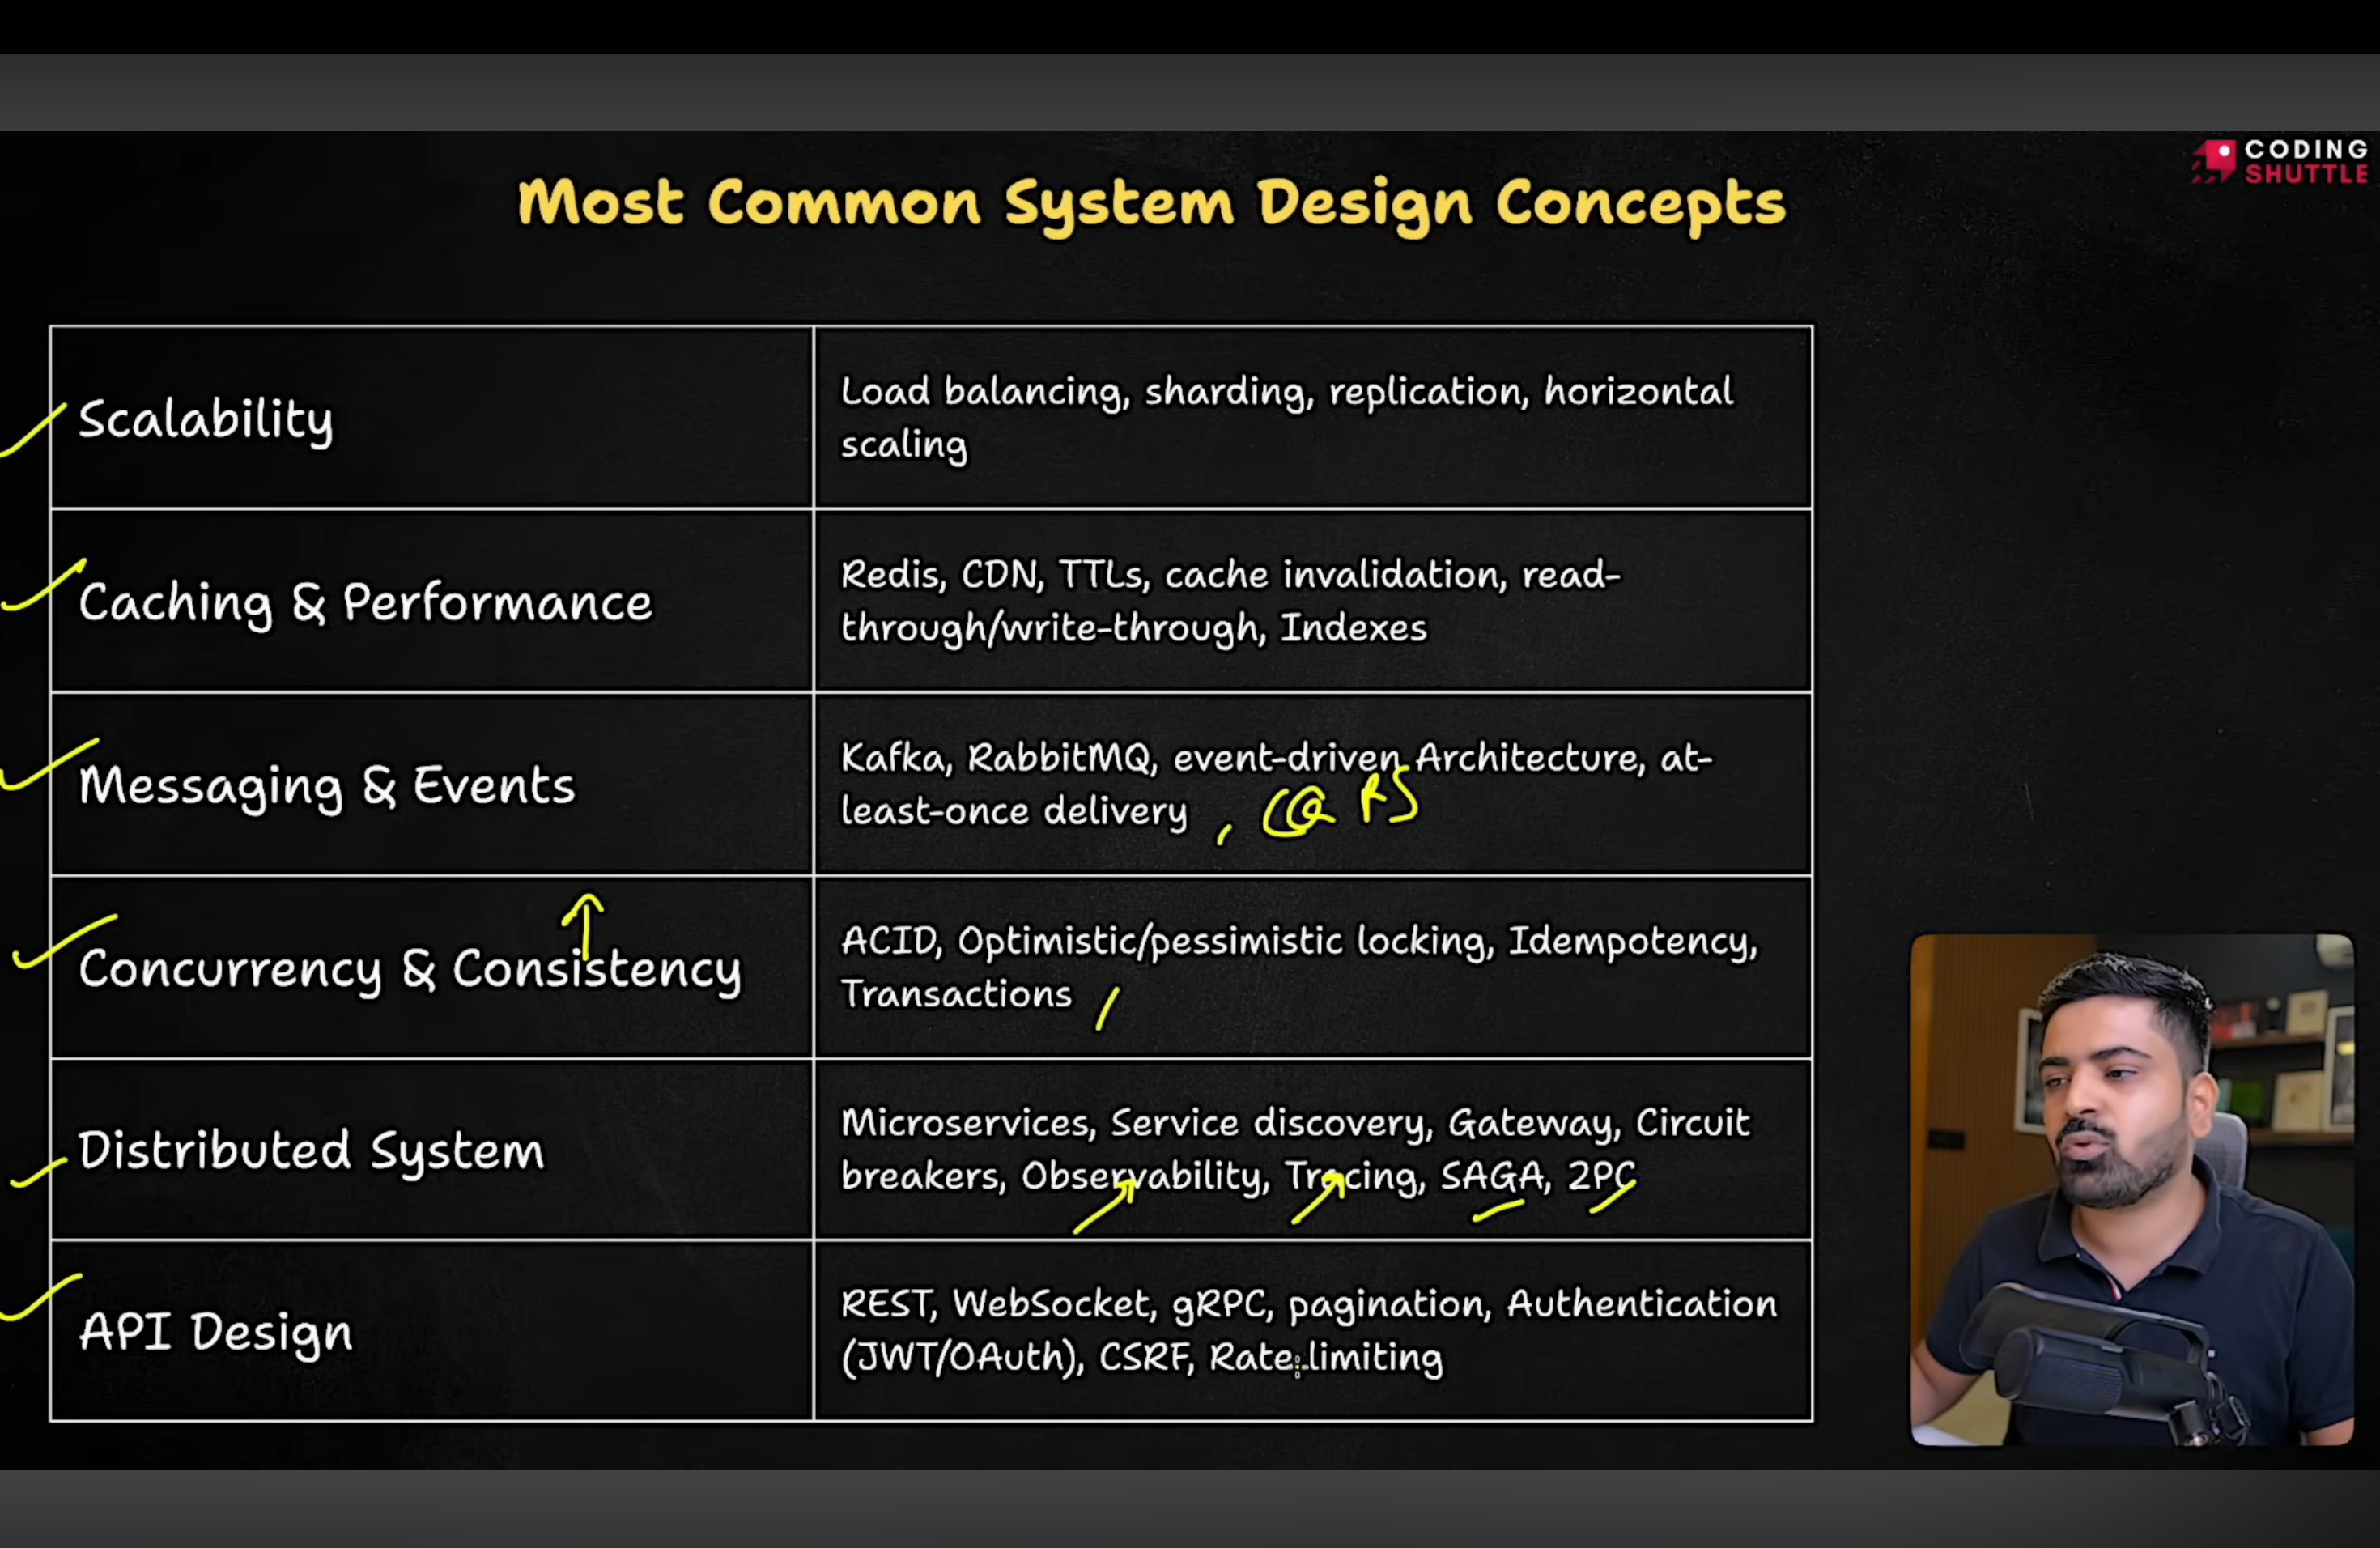 CODING
SHUTTLE
Most Common System Design Concepts
Scalability
Load balancing, sharding, replication, horizontal
scaling
Caching & Performance
Redis, CDN, TTLs, cache invalidation, read-
through/write-through, Indexes
Messaging & Events
Kafka, RabbitMQ, event-driven Architecture, at-
least-once delivery , CQRS
Concurrency & Consistency
ACID, Optimistic/pessimistic locking, Idempotency,
Transactions ,
Distributed System
Microservices, Service discovery, Gateway, Circuit
breakers, Observability, Tracing, SAGA, 2PC
API Design
REST, WebSocket, gRPC, pagination, Authentication
(JWT/OAuth), CSRF, Rate-limiting